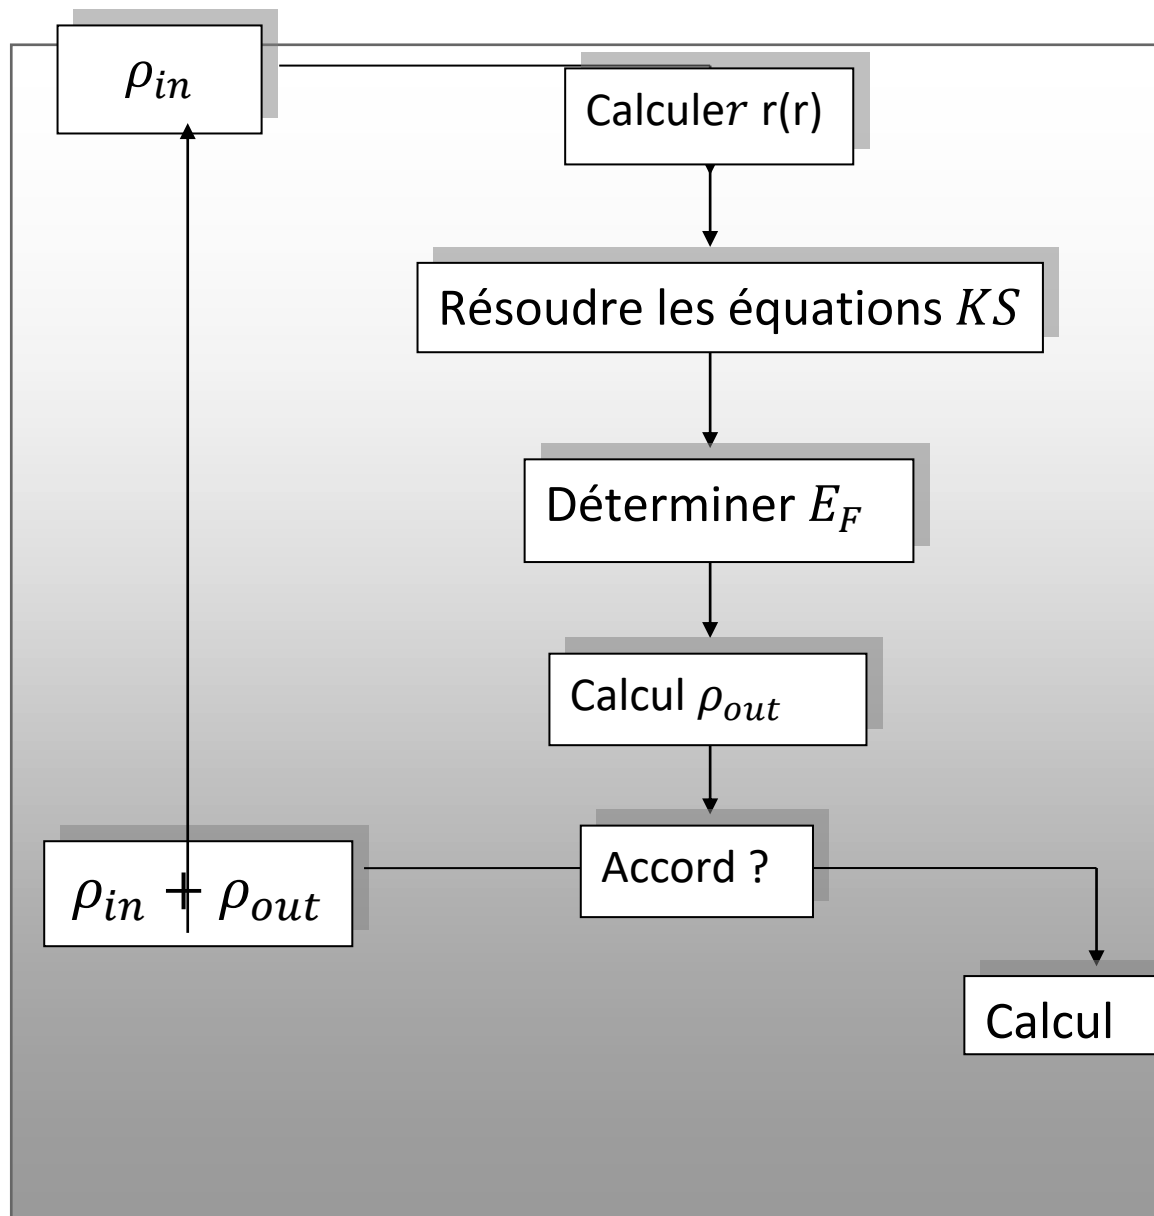 ρ_in
Calculer r(r)
Résoudre les équations KS
Déterminer E_F
Calcul ρ_out
Accord ?
ρ_in + ρ_out
Calcul